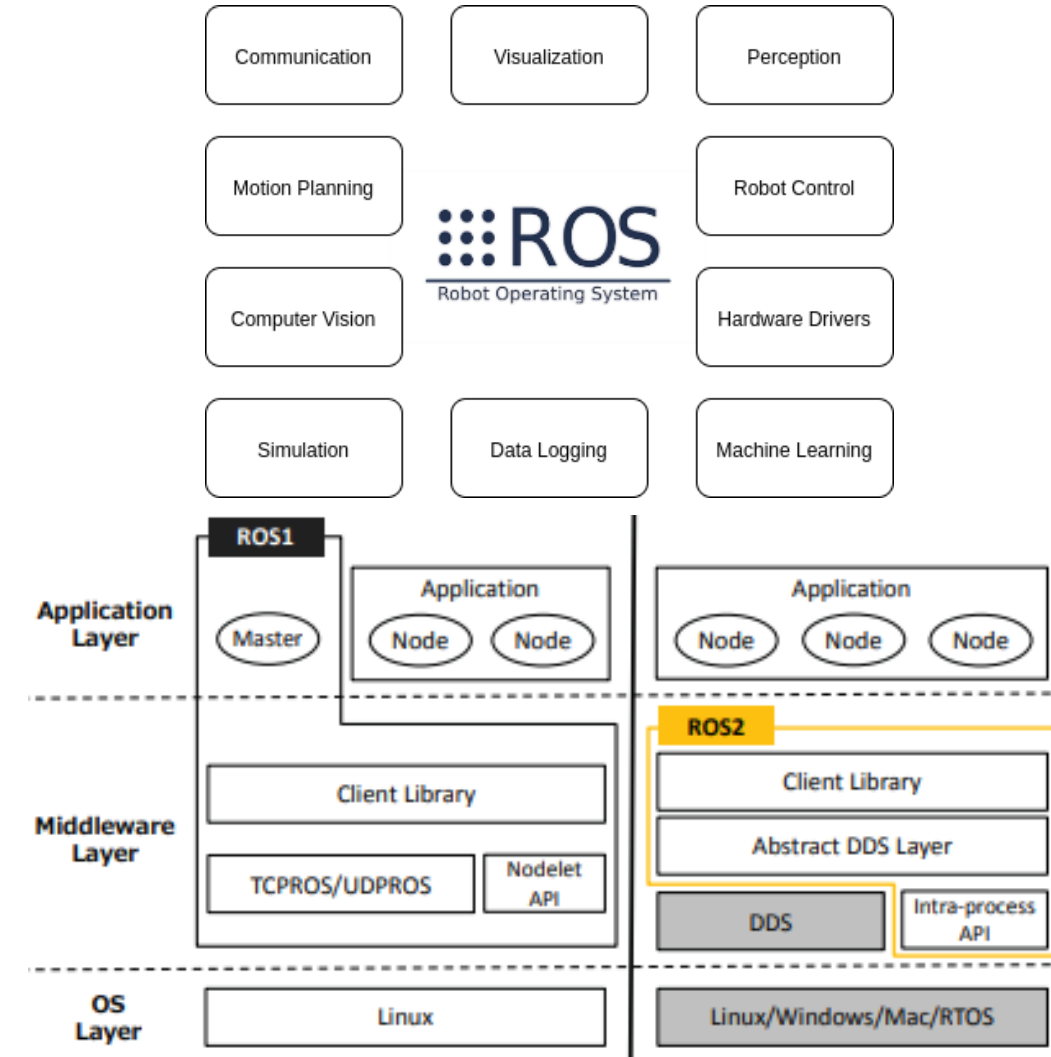 Communication
Visualization
Perception
Motion Planning
Robot Control
ROS
Robot Operating System
Computer Vision
Hardware Drivers
Simulation
Data Logging
Machine Learning
ROS1
Application
Layer
Master
Application
Node
Node
Application
Node
Node
Node
ROS2
Middleware
Layer
Client Library
TCPROS/UDPROS
Nodelet
API
Client Library
Abstract DDS Layer
DDS
Intra-process
API
OS
Layer
Linux
Linux/Windows/Mac/RTOS